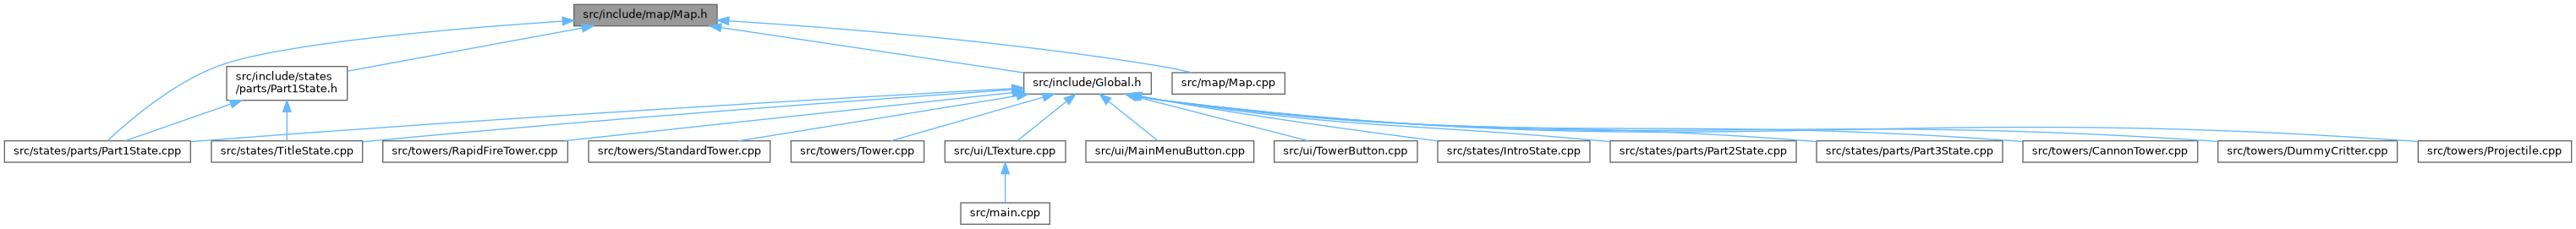 src/include/map/Map.h
src/include/states
/parts/Part1State.h
src/include/Global.h
src/map/Map.cpp
src/states/parts/Part1State.cpp
src/states/TitleState.cpp
src/towers/RapidFireTower.cpp
src/towers/StandardTower.cpp
src/towers/Tower.cpp
src/ui/LTexture.cpp
src/ui/MainMenuButton.cpp
src/ui/TowerButton.cpp
src/states/IntroState.cpp
src/states/parts/Part2State.cpp
src/states/parts/Part3State.cpp
src/towers/CannonTower.cpp
src/towers/DummyCritter.cpp
src/towers/Projectile.cpp
src/main.cpp